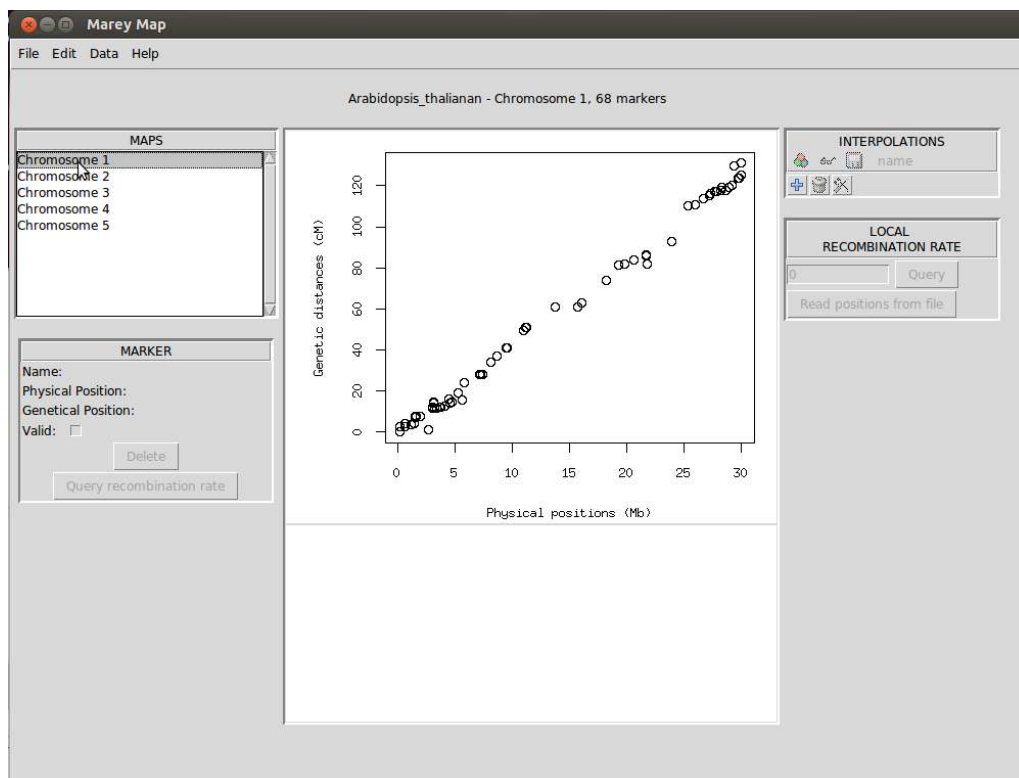 Marey Map
File Edit Data Help
Arabidopsis_thalianan - Chromosome 1, 68 markers
MAPS
Chromosome 1
Chromosome 2
Chromosome 3
Chromosome 4
Chromosome 5
MARKER
Name:
Physical Position:
Genetical Position:
Valid:
Delete
Query recombination rate
Genetic distances (cM)
120
100
80
60
40
20
0
0 5 10 15 20 25 30
Physical positions (Mb)
INTERPOLATIONS
name
LOCAL
RECOMBINATION RATE
0 Query
Read positions from file